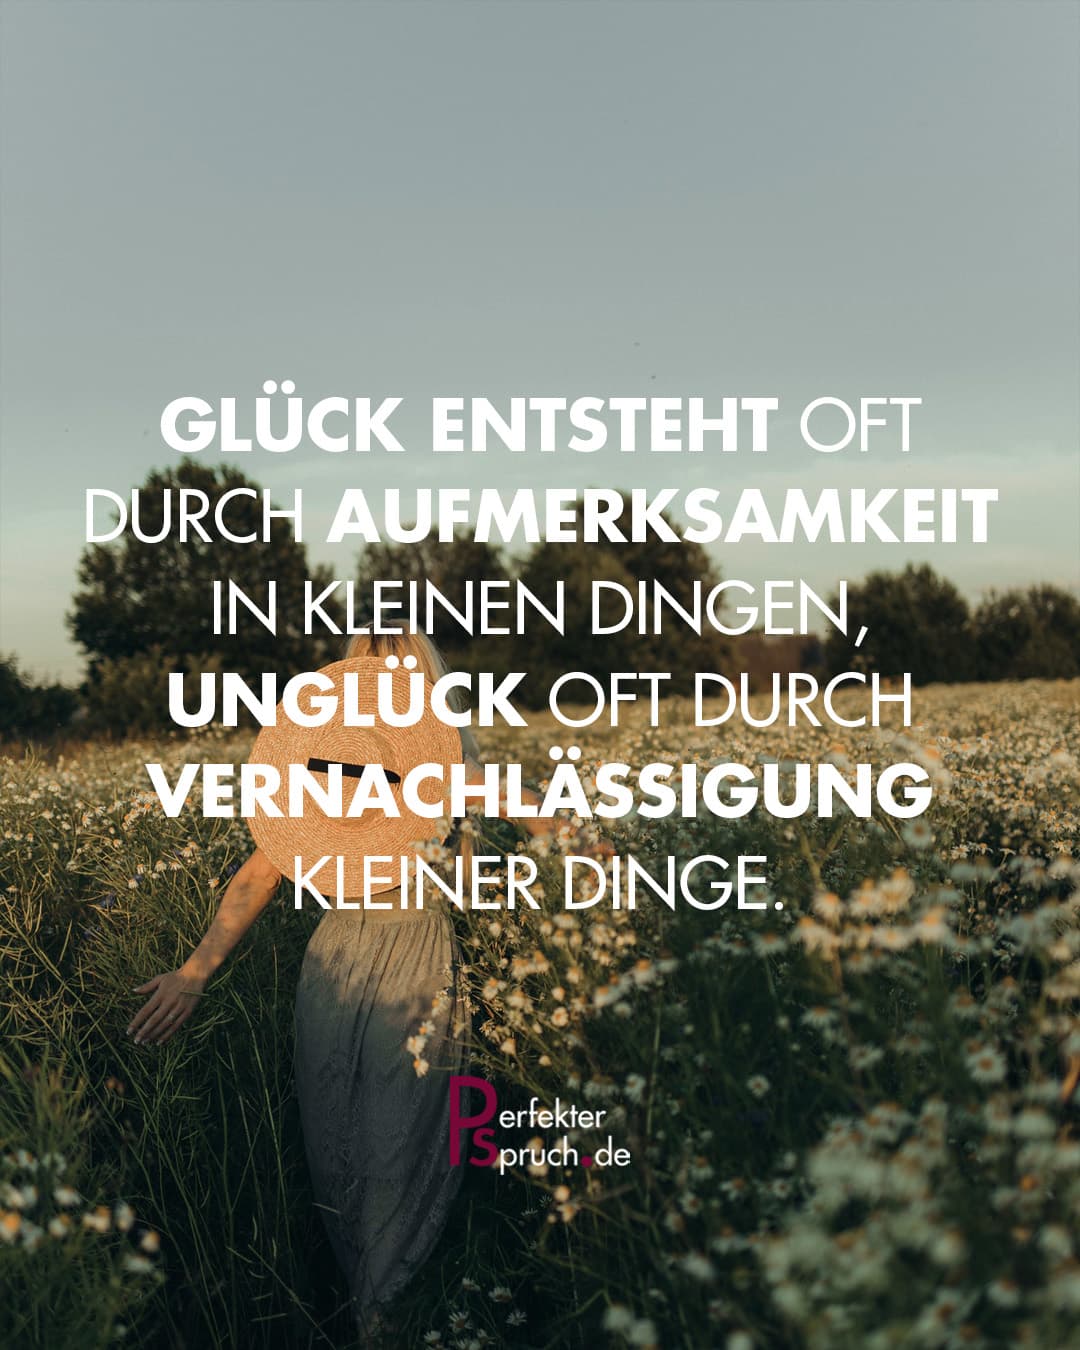 GLÜCK ENTSTEHT OFT
DURCH AUFMERKSAMKEIT
IN KLEINEN DINGEN,
UNGLÜCK OFT DURCH
VERNACHLÄSSIGUNG
KLEINER DINGE.
Perfekter
Spruch.de